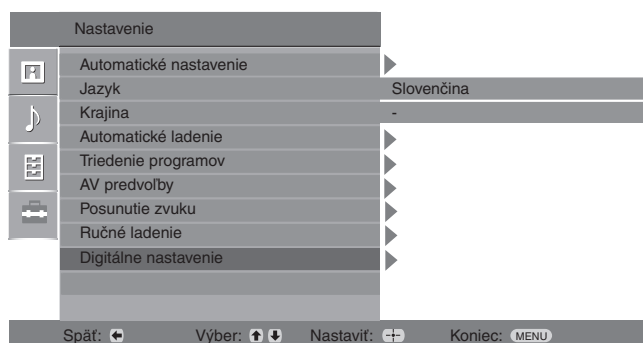 Nastavenie
Automatické nastavenie
Jazyk Slovenčina
Krajina -
Automatické ladenie
Triedenie programov
AV predvoľby
Posunutie zvuku
Ručné ladenie
Digitálne nastavenie
Späť: Výber: Nastaviť: Koniec: MENU